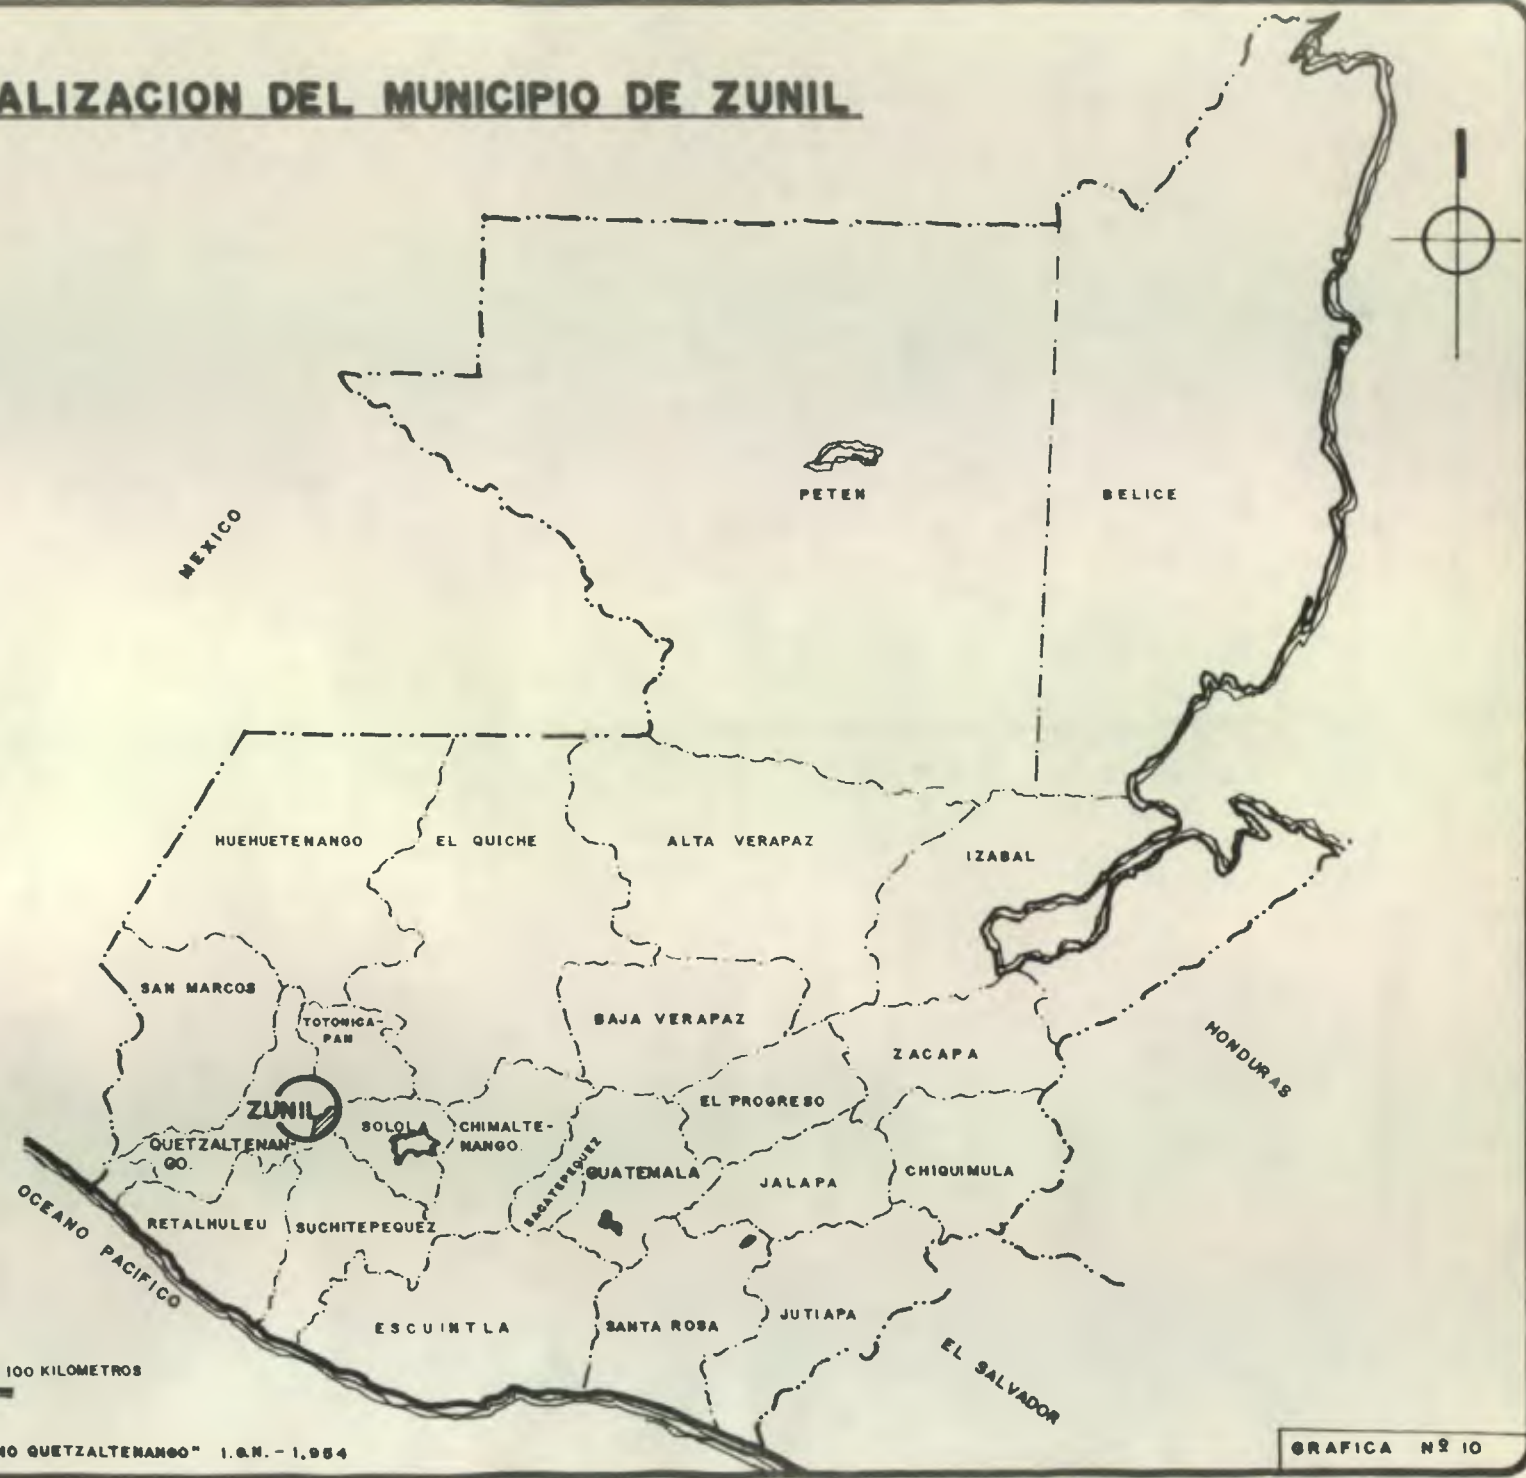 ALIZACION DEL MUNICIPIO DE ZUNIL
PETEN
BELICE
MEXICO
HUEHUETENANGO
EL QUICHE
ALTA VERAPAZ
IZABAL
SAN MARCOS
TOTONICA-
PAN
BAJA VERAPAZ
ZACAPA
HONDURAS
ZUNIL
SOLOLA
CHIMALTE-
NANGO.
EL PROGRESO
QUETZALTENAN-
GO.
SACATEPEQUEZ
GUATEMALA
JALAPA
CHIQUIMULA
OCEANO PACIFICO
RETALHULEU
SUCHITEPEQUEZ
ESCUINTLA
SANTA ROSA
JUTIAPA
EL SALVADOR
100 KILOMETROS
NO QUETZALTENANGO" I.G.N. - 1,954
GRAFICA Nº 10